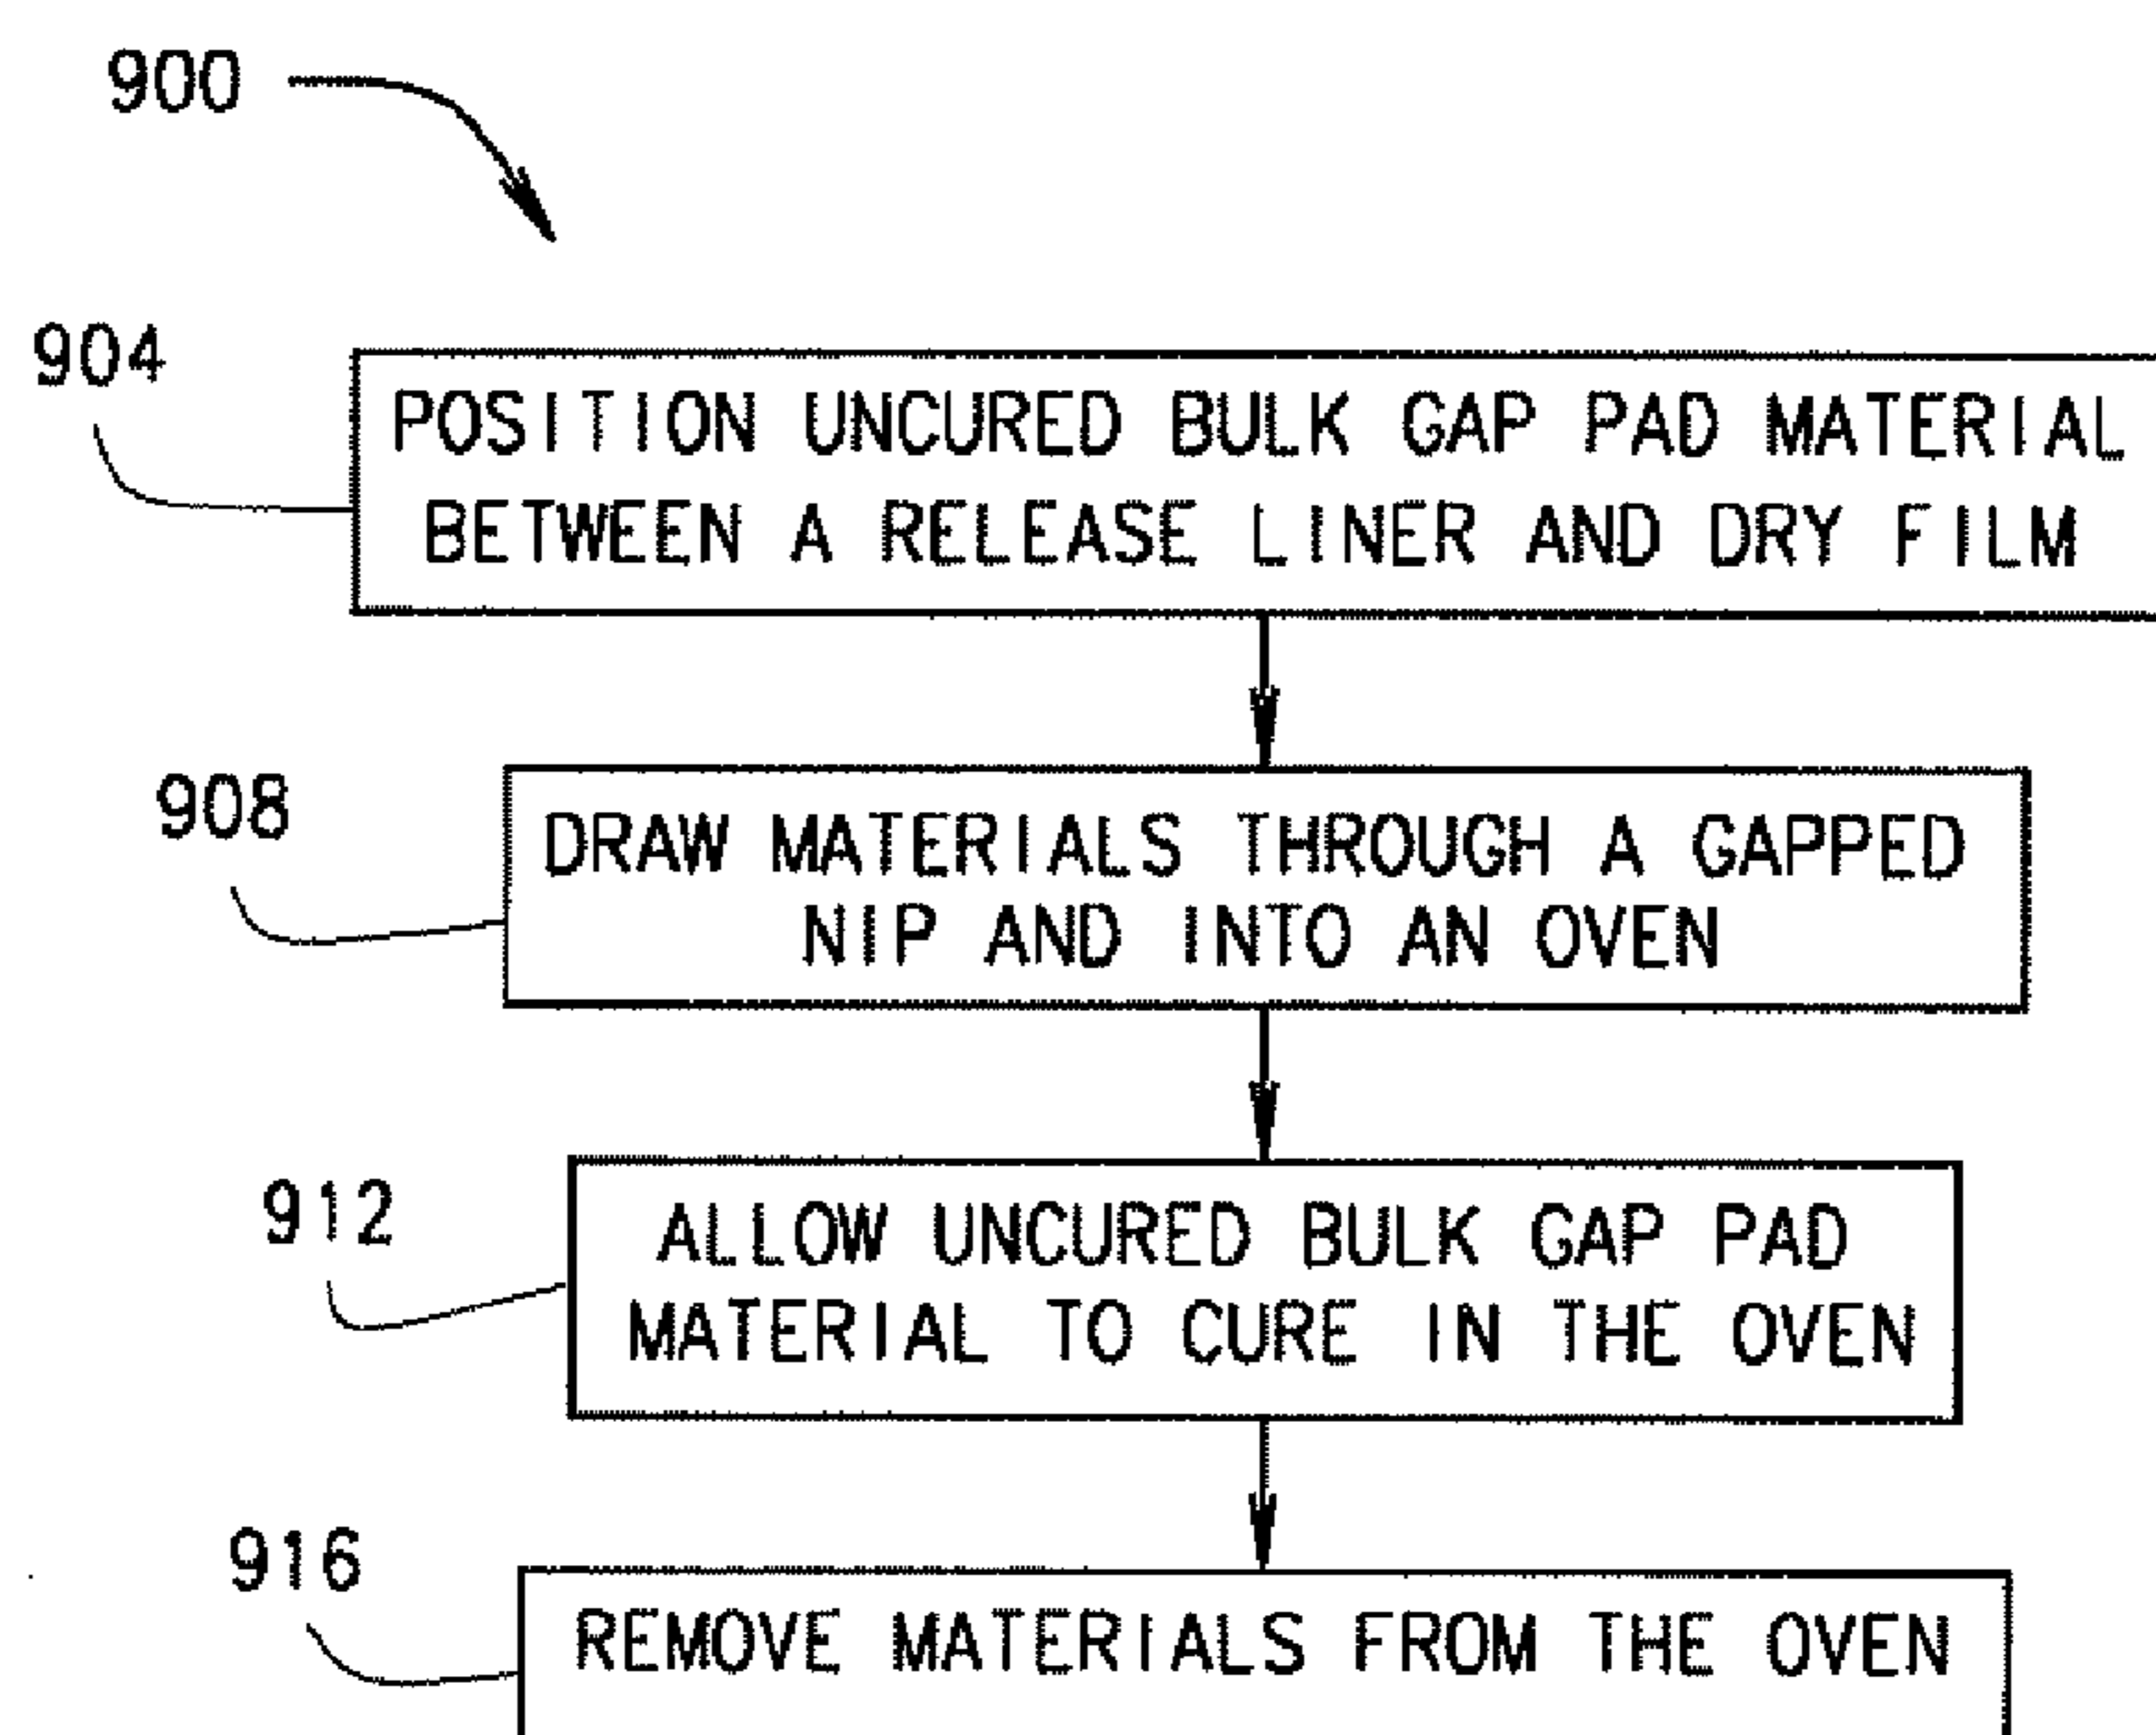 900
904
POSITION UNCURED BULK GAP PAD MATERIAL
BETWEEN A RELEASE LINER AND DRY FILM
908
DRAW MATERIALS THROUGH A GAPPED
NIP AND INTO AN OVEN
912
ALLOW UNCURED BULK GAP PAD
MATERIAL TO CURE IN THE OVEN
916
REMOVE MATERIALS FROM THE OVEN